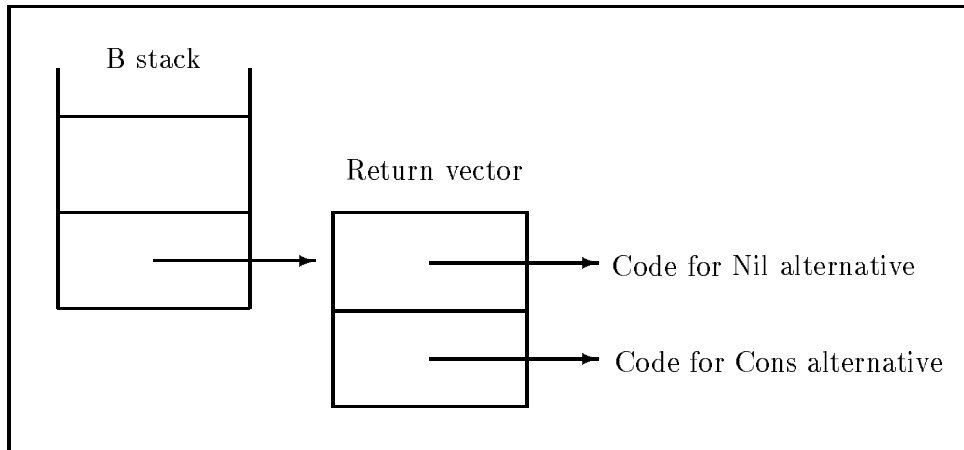 B stack
Return vector
Code for Nil alternative
Code for Cons alternative